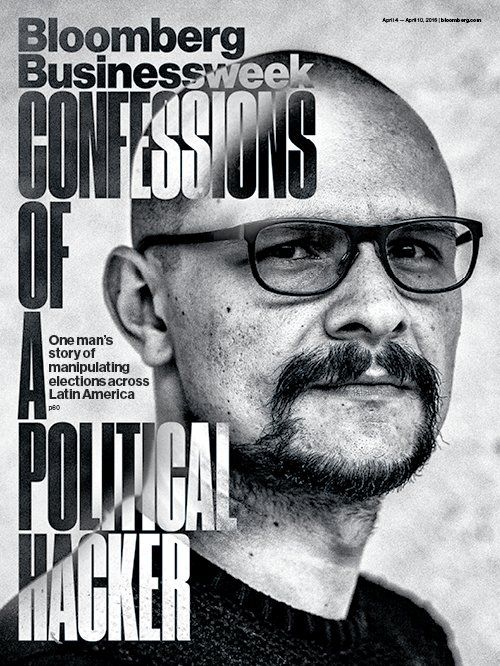 April 4 — April 10, 2016 | bloomberg.com
Bloomberg
Businessweek
CONFESSIONS
OF
A
One man's
story of
manipulating
elections across
Latin America
p60
POLITICAL
HACKER